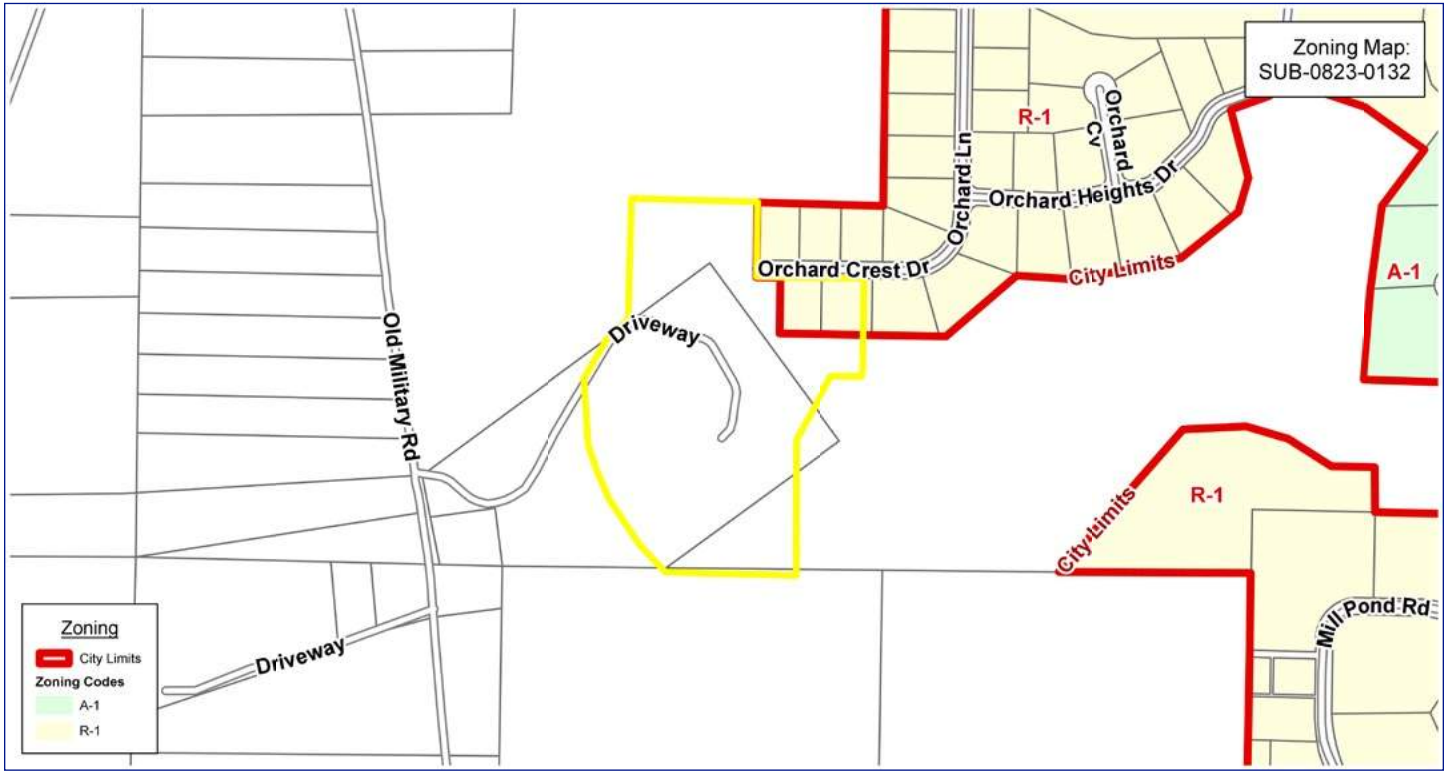 Zoning Map:
SUB-0823-0132
R-1
Orchard
Cv
Orchard Ln
Orchard Heights Dr
Orchard Crest Dr
City Limits
A-1
Driveway
Old Military Rd
R-1
City Limits
Mill Pond Rd
Driveway
Zoning
City Limits
Zoning Codes
A-1
R-1